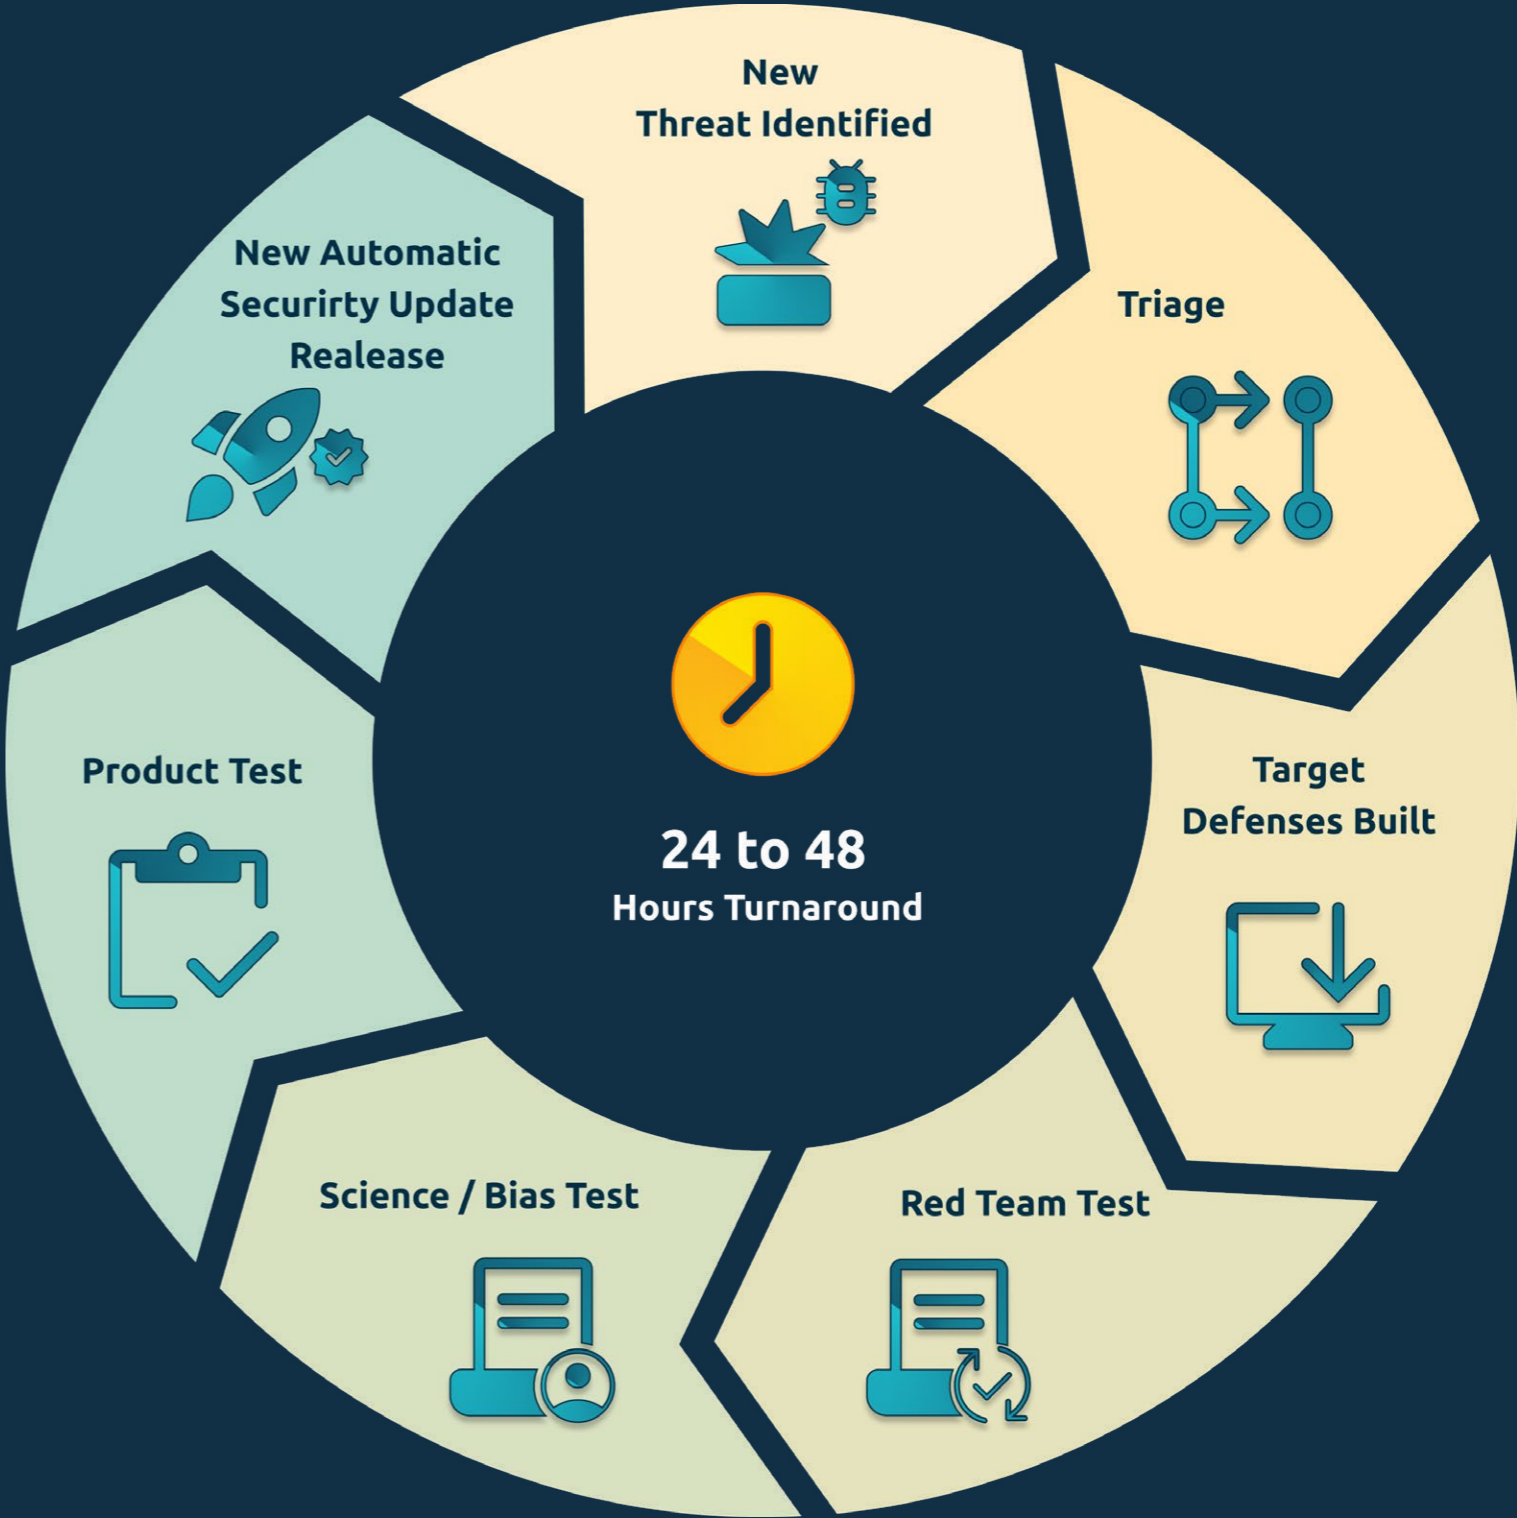 New
Threat Identified
Triage
Target
Defenses Built
Red Team Test
Science / Bias Test
Product Test
New Automatic
Securirty Update
Realease
24 to 48
Hours Turnaround